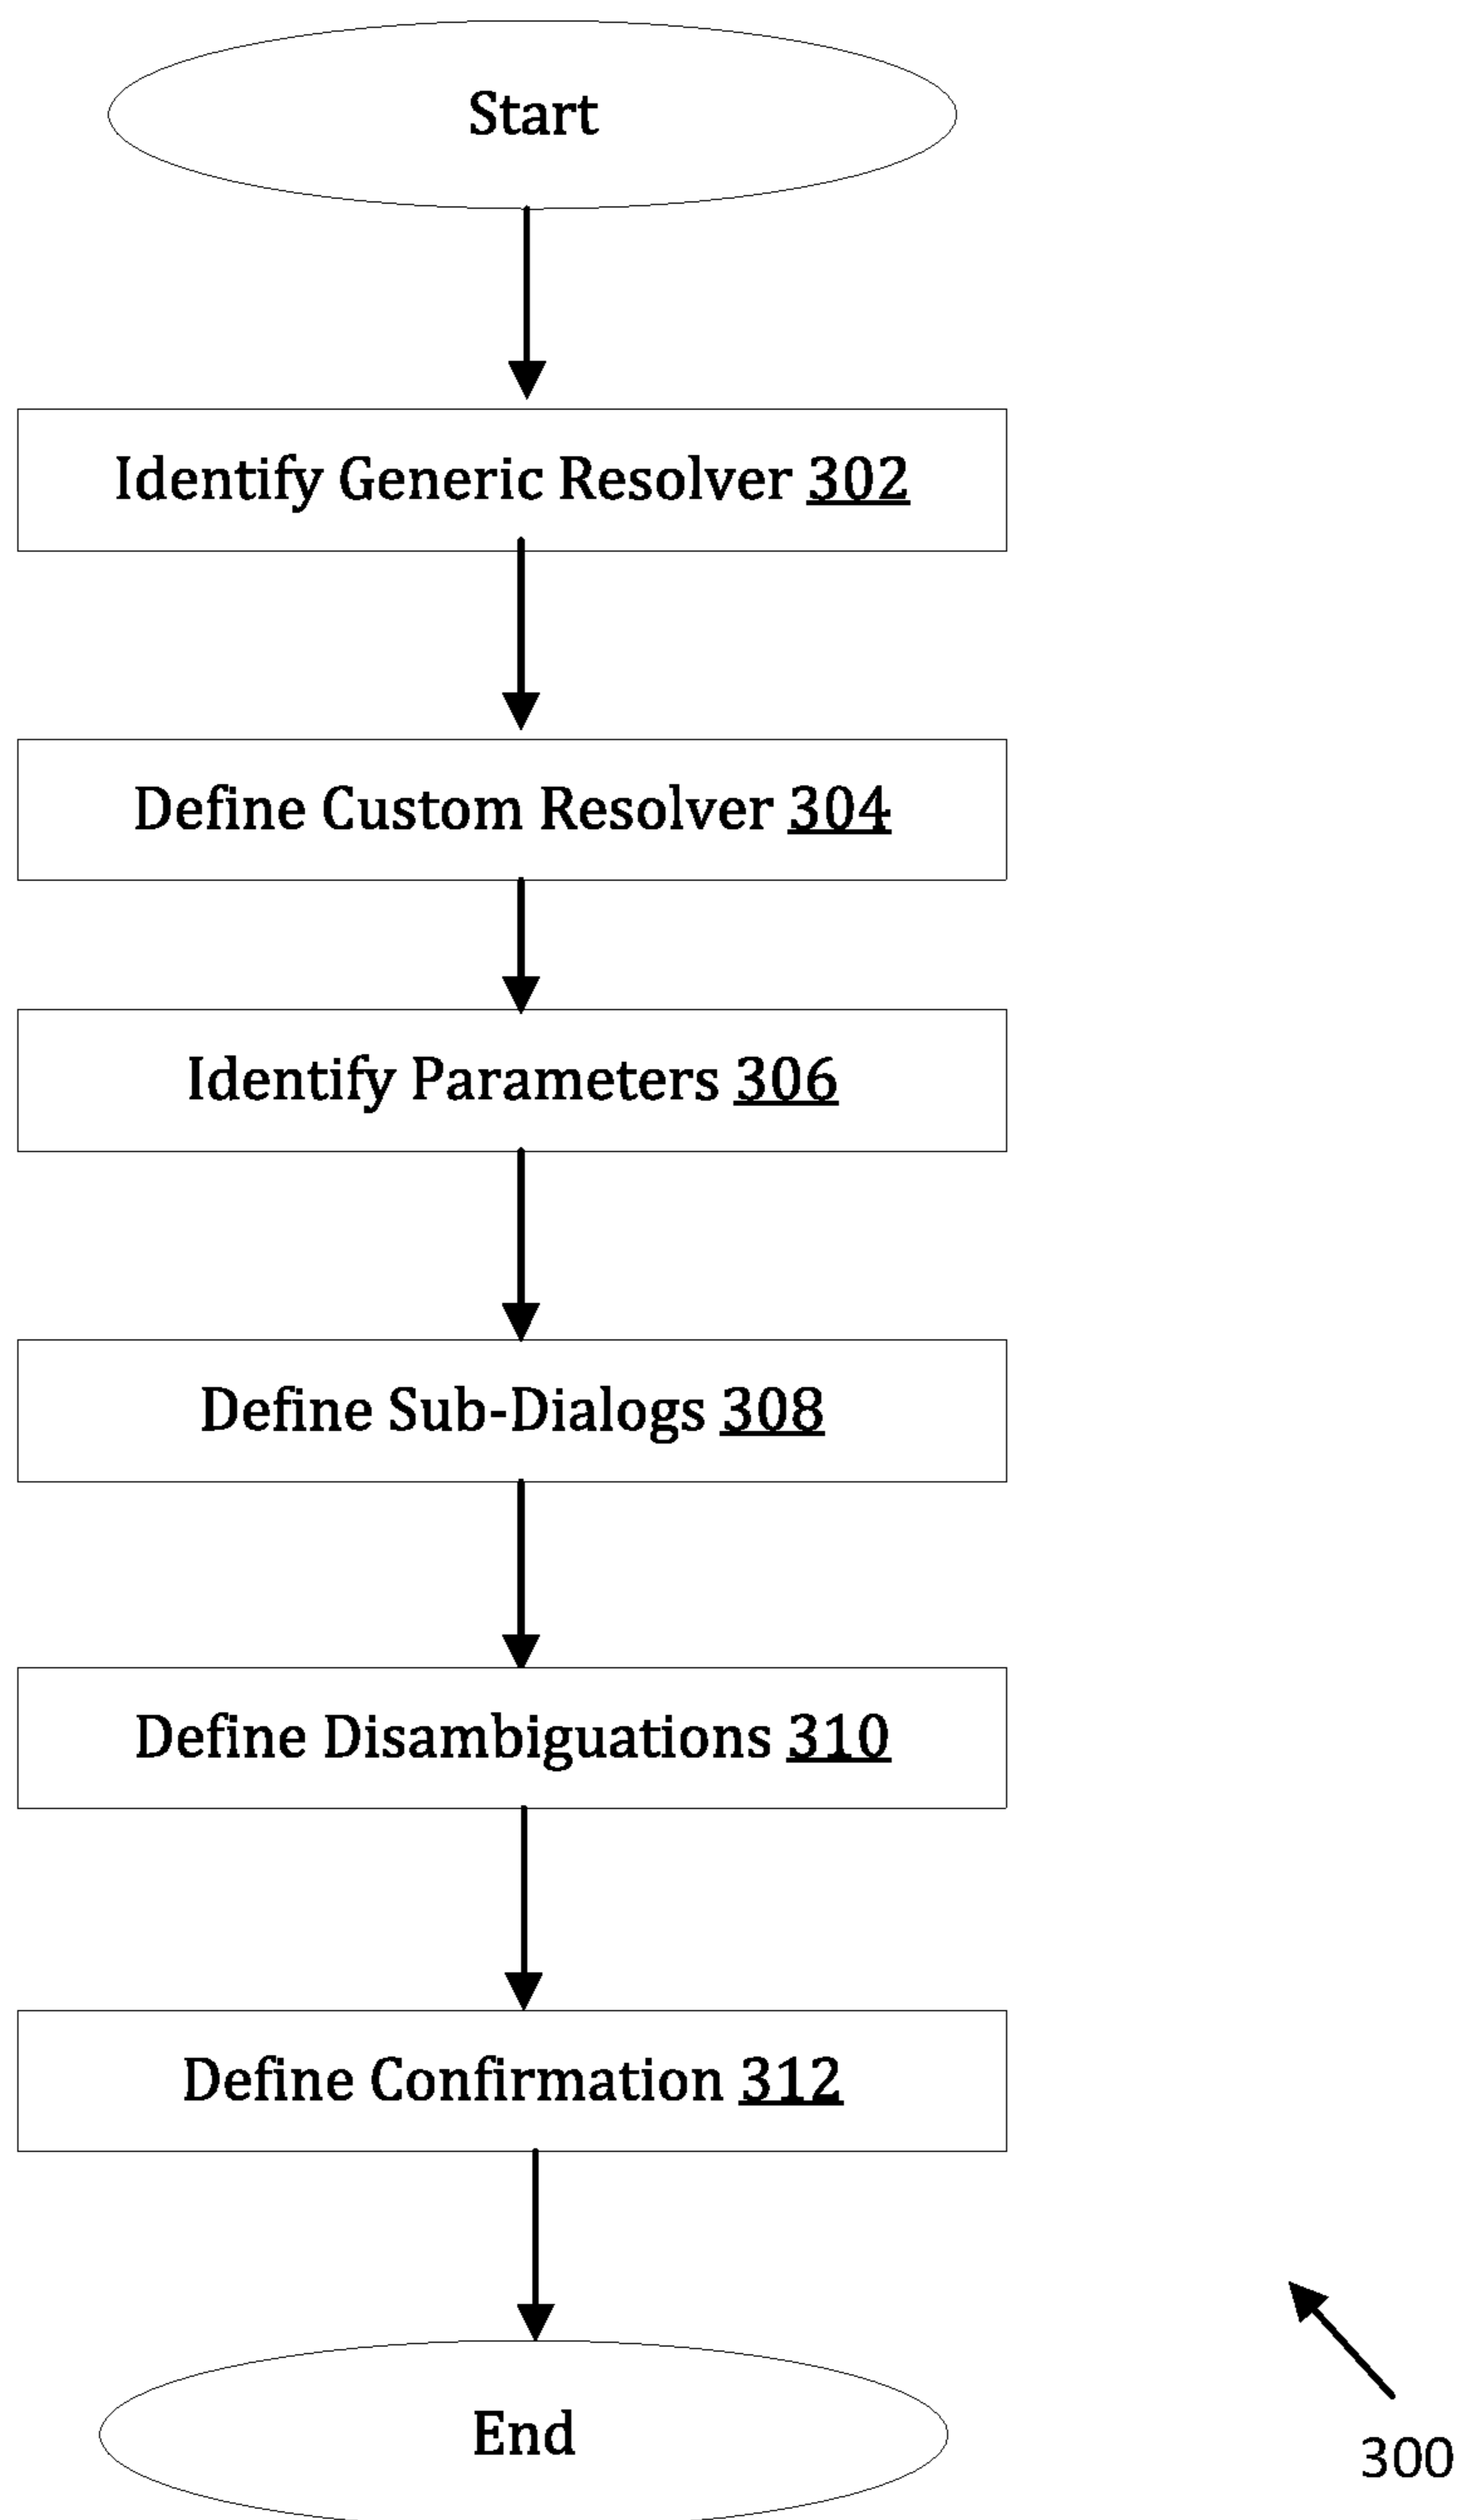 Start
Identify Generic Resolver 302
Define Custom Resolver 304
Identify Parameters 306
Define Sub-Dialogs 308
Define Disambiguations 310
Define Confirmation 312
End
300